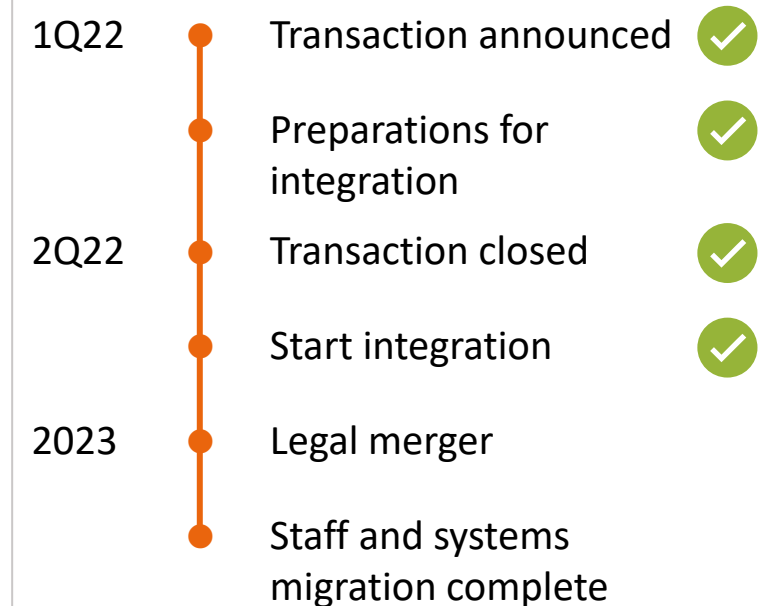 1Q22 Transaction announced
Preparations for
integration
2Q22 Transaction closed
Start integration
2023 Legal merger
Staff and systems
migration complete